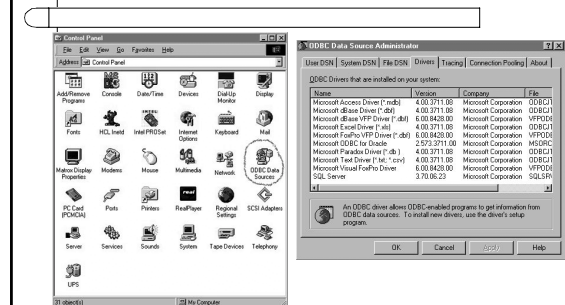 Control Panel
File Edit View Go Favorites Help
Address Control Panel
Add/Remove Programs
Console
Date/Time
Devices
Dial-Up Monitor
Display
Fonts
HCL Inetd
Intel PROSet
Internet Options
Keyboard
Mail
Matrox Display Properties
Modems
Mouse
Multimedia
Network
ODBC Data Sources
PC Card (PCMCIA)
Ports
Printers
real
RealPlayer
Regional Settings
SCSI Adapters
Server
Services
Sounds
System
Tape Devices
Telephony
UPS
31 object(s) My Computer
ODBC Data Source Administrator
User DSN System DSN File DSN Drivers Tracing Connection Pooling About
ODBC Drivers that are installed on your system:
Name Version Company File
Microsoft Access Driver (*.mdb) 4.00.3711.08 Microsoft Corporation ODBCJT
Microsoft dBase Driver (*.dbf) 4.00.3711.08 Microsoft Corporation ODBCJT
Microsoft dBase VFP Driver (*.dbf) 6.00.8428.00 Microsoft Corporation VFPODB
Microsoft Excel Driver (*.xls) 4.00.3711.08 Microsoft Corporation ODBCJT
Microsoft FoxPro VFP Driver (*.dbf) 6.00.8428.00 Microsoft Corporation VFPODB
Microsoft ODBC for Oracle 2.573.3711.00 Microsoft Corporation MSORC
Microsoft Paradox Driver (*.db ) 4.00.3711.08 Microsoft Corporation ODBCJT
Microsoft Text Driver (*.txt; *.csv) 4.00.3711.08 Microsoft Corporation ODBCJT
Microsoft Visual FoxPro Driver 6.00.8428.00 Microsoft Corporation VFPODB
SQL Server 3.70.06.23 Microsoft Corporation SQLSR
An ODBC driver allows ODBC-enabled programs to get information from
ODBC data sources. To install new drivers, use the driver's setup
program.
OK Cancel Apply Help